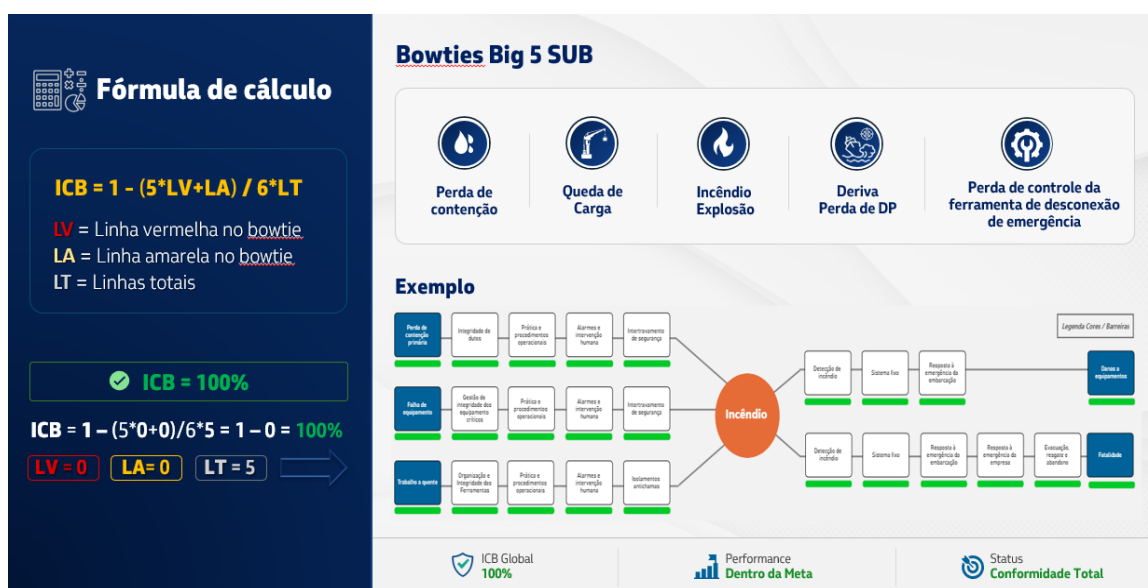 Fórmula de cálculo
ICB = 1 - (5*LV+LA) / 6*LT
LV = Linha vermelha no bowtie
LA = Linha amarela no bowtie
LT = Linhas totais
ICB = 100%
ICB = 1 – (5*0+0)/6*5 = 1 – 0 = 100%
LV = 0
LA= 0
LT = 5
Bowties Big 5 SUB
Perda de
contenção
Queda de
Carga
Incêndio
Explosão
Deriva
Perda de DP
Perda de controle da
ferramenta de desconexão
de emergência
Exemplo
Legenda Cores / Barreiras
Perda de
contenção
primária
Integridade de
dutos
Prática e
procedimentos
operacionais
Alarmes e
intervenção
humana
Intertravamento
de segurança
Falha de
equipamento
Gestão de
integridade dos
equipamento
críticos
Prática e
procedimentos
operacionais
Alarmes e
intervenção
humana
Intertravamento
de segurança
Trabalho a quente
Organização e
Integridade das
Ferramentas
Prática e
procedimentos
operacionais
Alarmes e
intervenção
humana
Isolamentos
antichamas
Incêndio
Detecção de
incêndio
Sistema fixo
Resposta à
emergência da
embarcação
Danos a
equipamentos
Detecção de
incêndio
Sistema fixo
Resposta à
emergência da
embarcação
Resposta à
emergência da
empresa
Evacuação,
resgate e
abandono
Fatalidade
ICB Global
100%
Performance
Dentro da Meta
Status
Conformidade Total